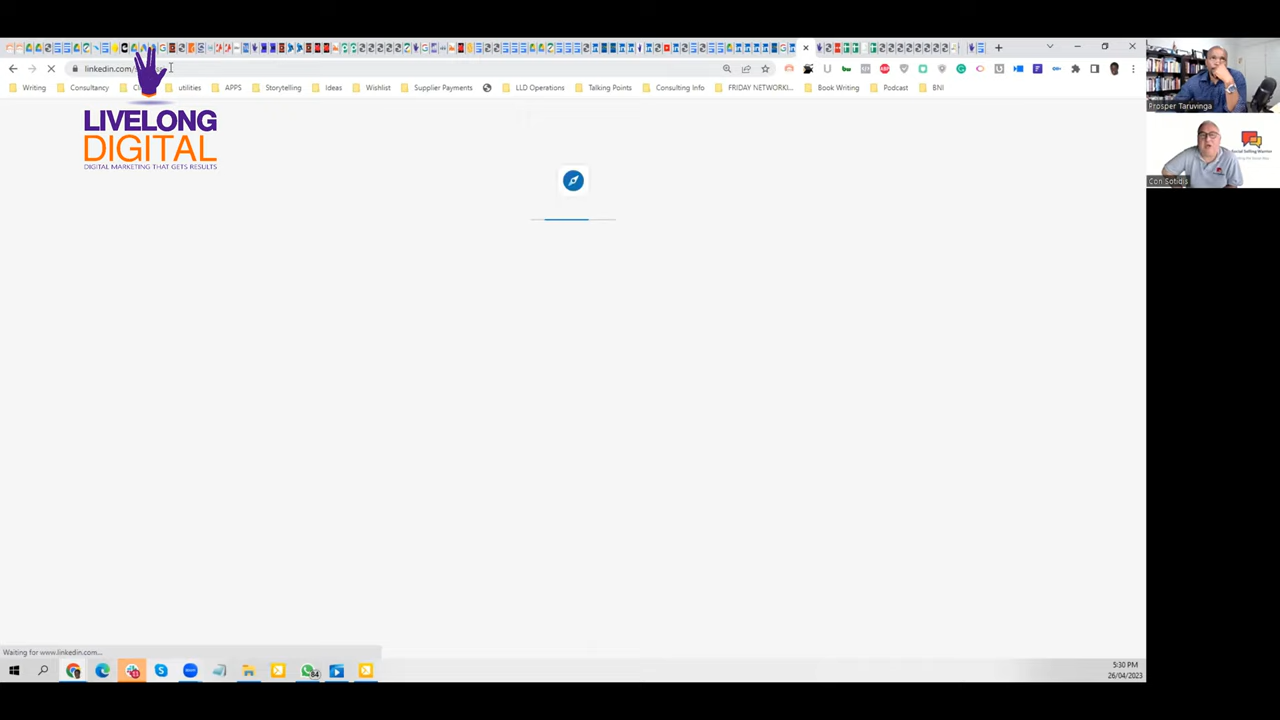 linkedin.com/s
Writing
Consultancy
utilities
APPS
Storytelling
Ideas
Wishlist
Supplier Payments
LLD Operations
Talking Points
Consulting Info
FRIDAY NETWORKI...
Book Writing
Podcast
BNI
Prosper Taruvinga
Con Sotidis
LIVELONG
DIGITAL
DIGITAL MARKETING THAT GETS RESULTS
Waiting for www.linkedin.com...
84
5:30 PM
26/04/2023